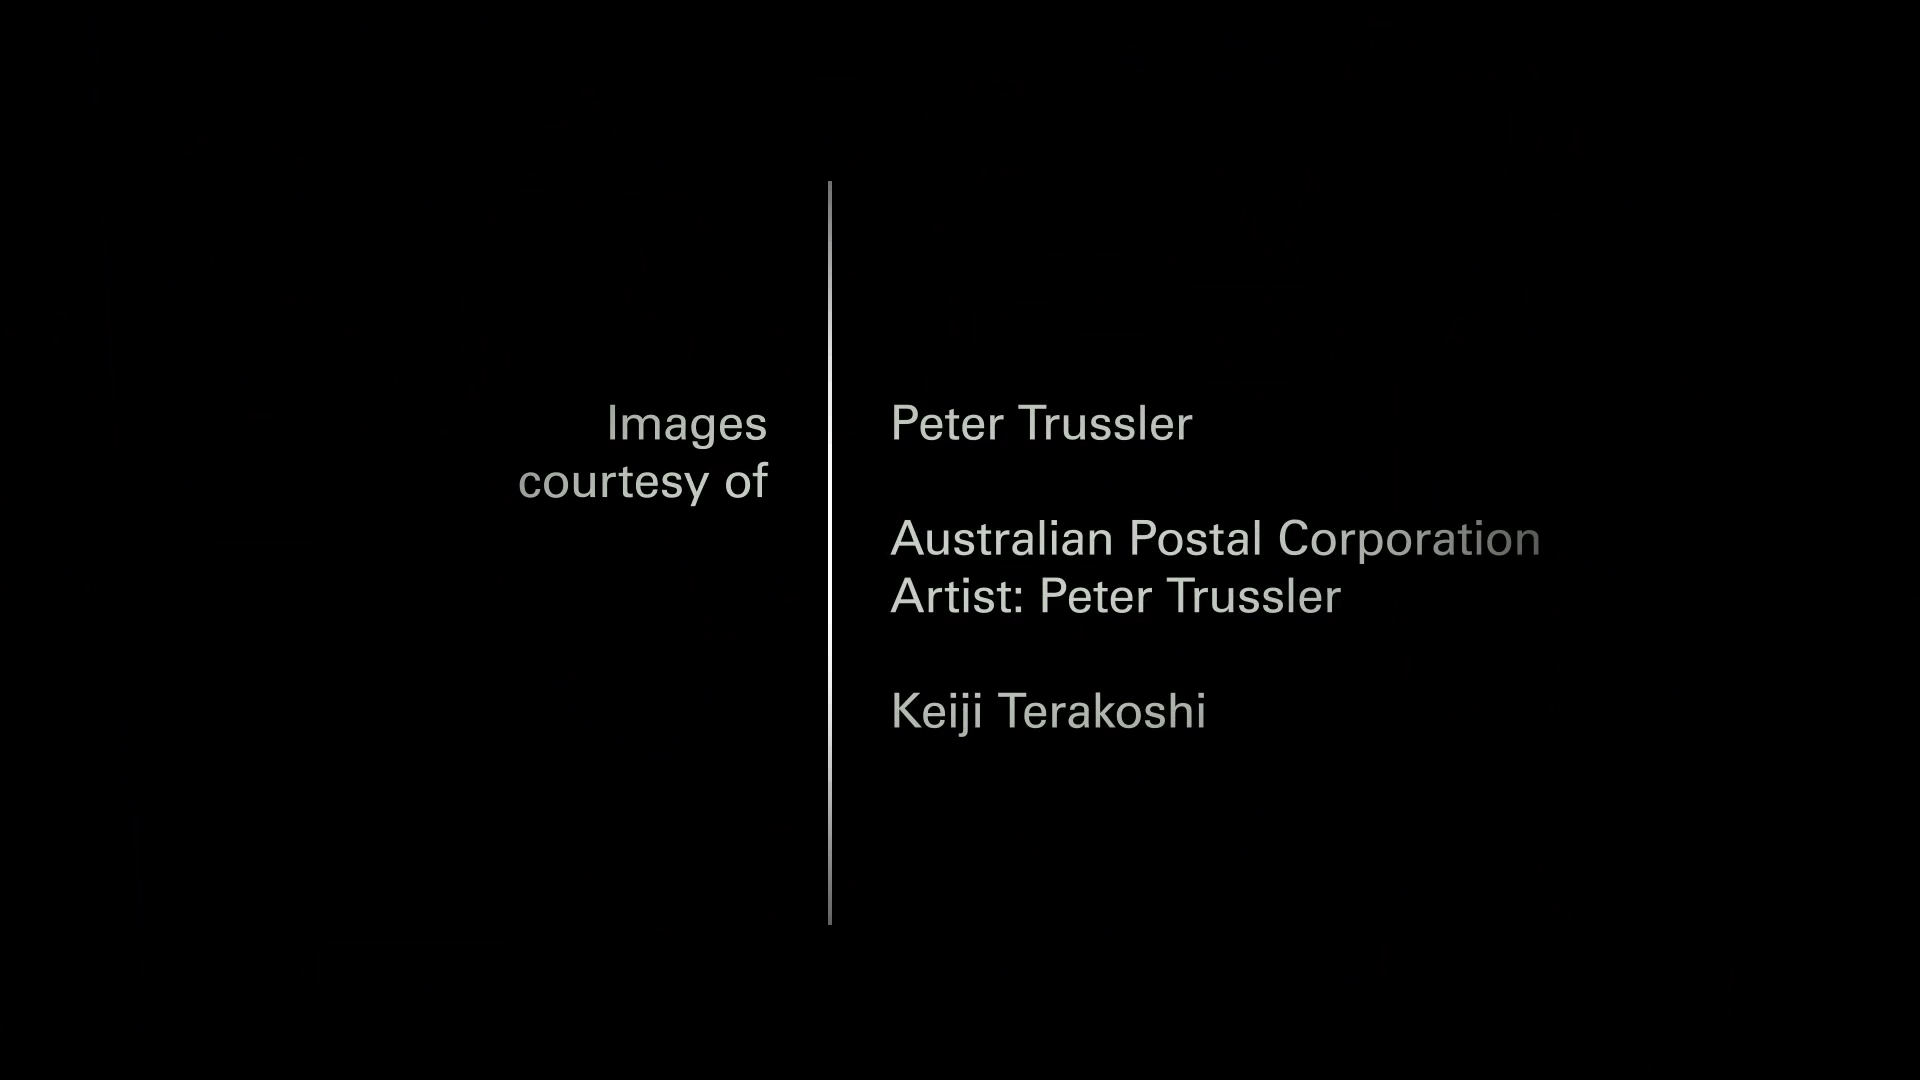 Images
courtesy of
Peter Trussler
Australian Postal Corporation
Artist: Peter Trussler
Keiji Terakoshi